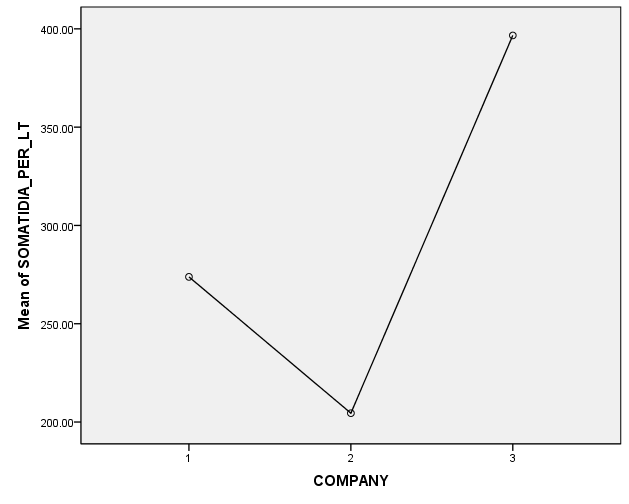 400.00
350.00
300.00
250.00
200.00
Mean of SOMATIDIA_PER_LT
1 2 3
COMPANY